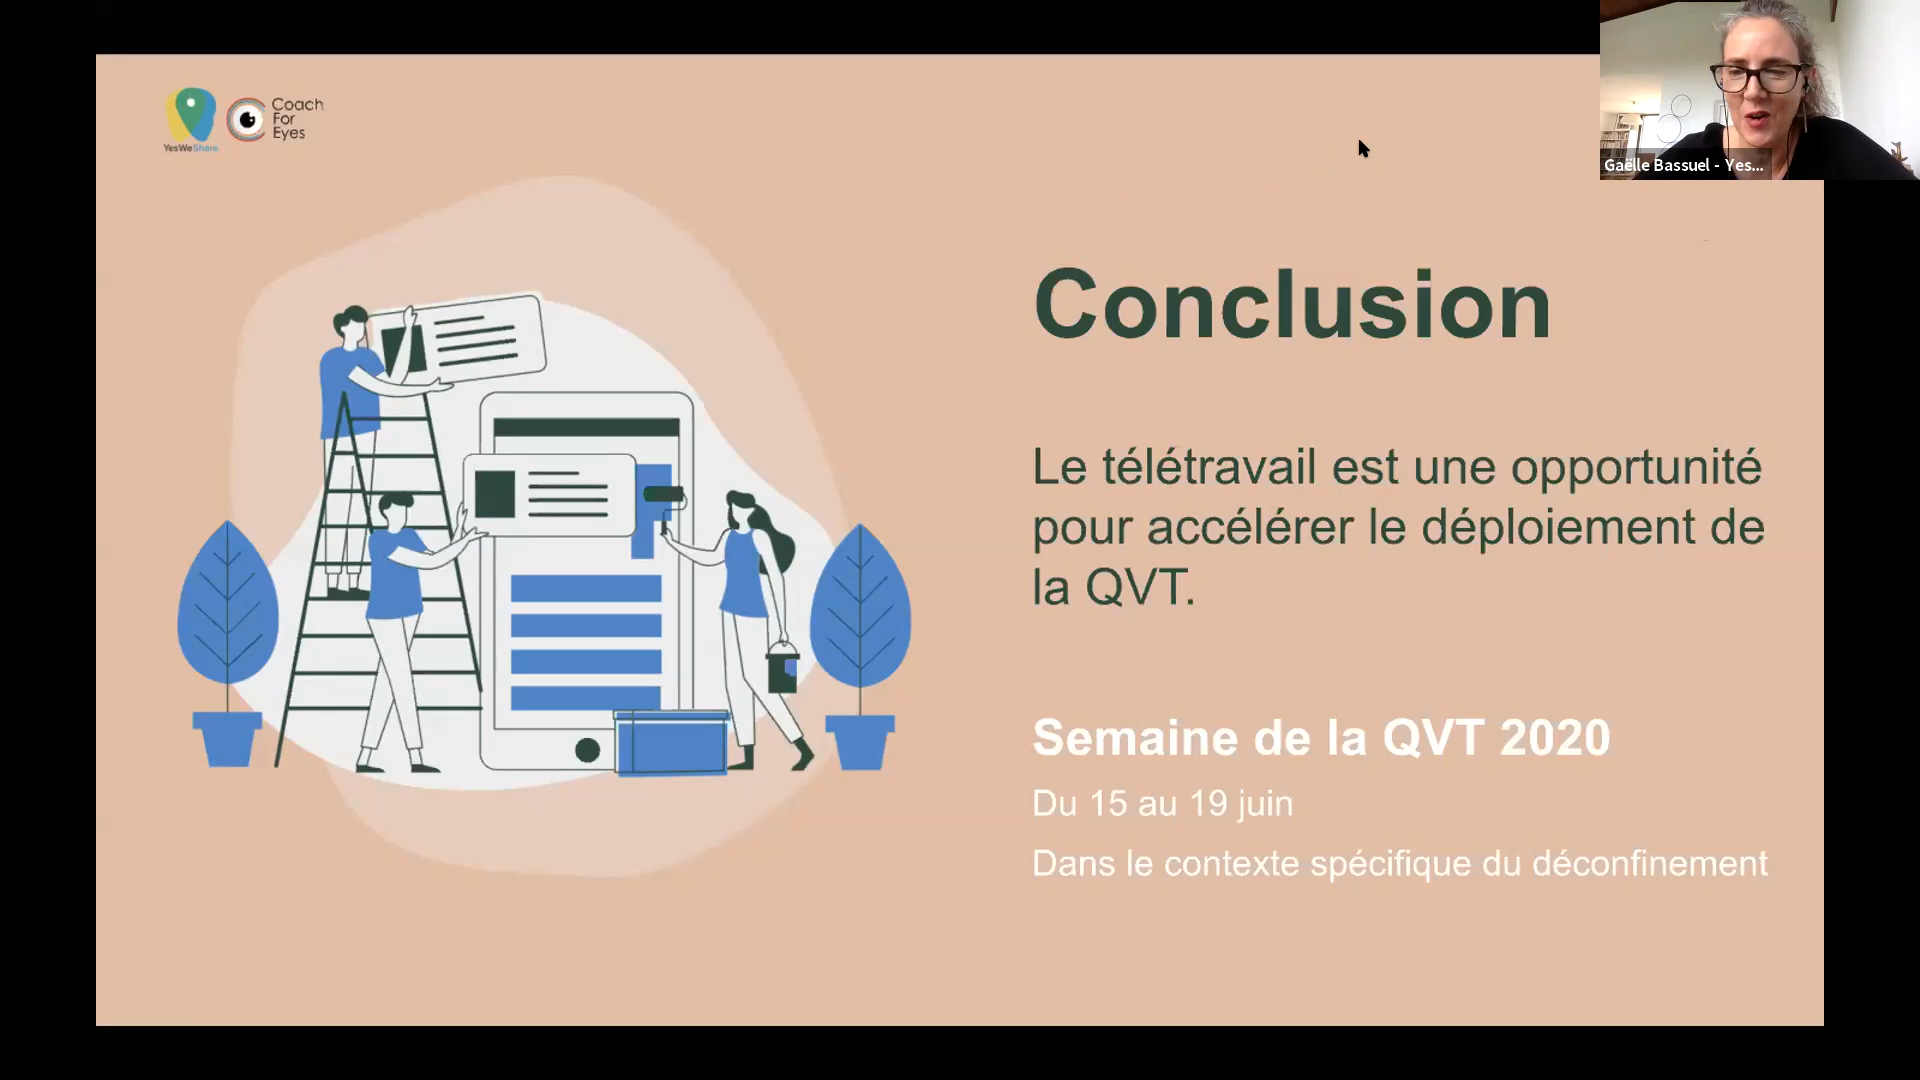 YesWeShare
Coach
For
Eyes
Gaëlle Bassuel - Yes...
Conclusion
Le télétravail est une opportunité
pour accélérer le déploiement de
la QVT.
Semaine de la QVT 2020
Du 15 au 19 juin
Dans le contexte spécifique du déconfinement